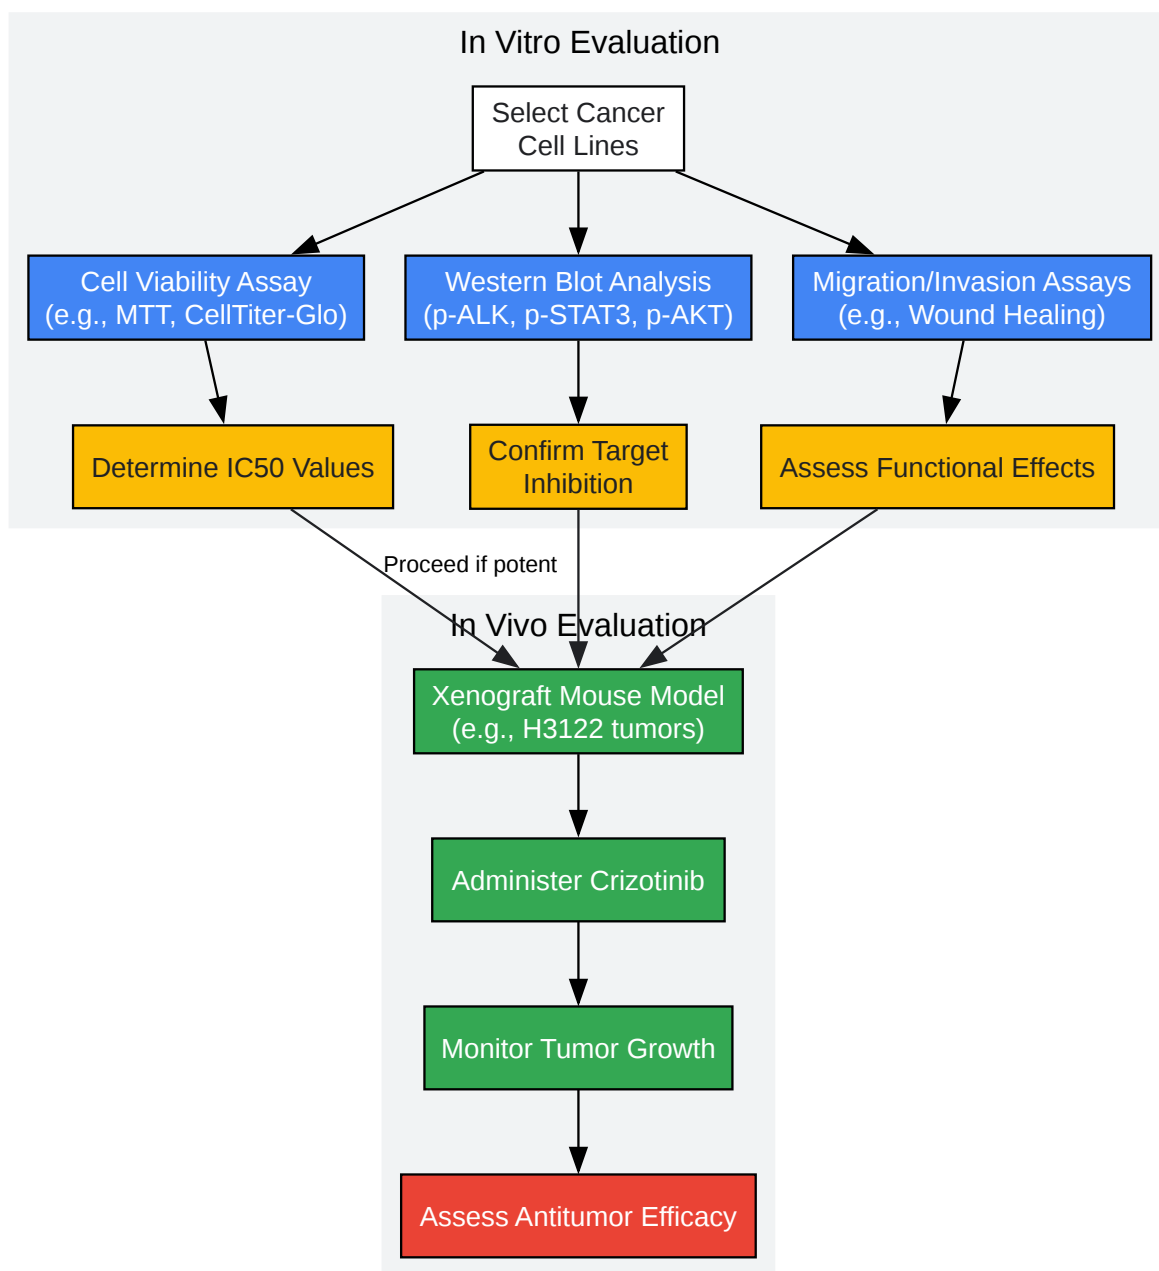 In Vitro Evaluation
Select Cancer
Cell Lines
Cell Viability Assay
(e.g., MTT, CellTiter-Glo)
Western Blot Analysis
(p-ALK, p-STAT3, p-AKT)
Migration/Invasion Assays
(e.g., Wound Healing)
Determine IC50 Values
Confirm Target
Inhibition
Assess Functional Effects
Proceed if potent
In Vivo Evaluation
Xenograft Mouse Model
(e.g., H3122 tumors)
Administer Crizotinib
Monitor Tumor Growth
Assess Antitumor Efficacy